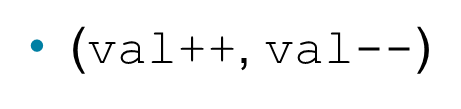 • (val++, val--)